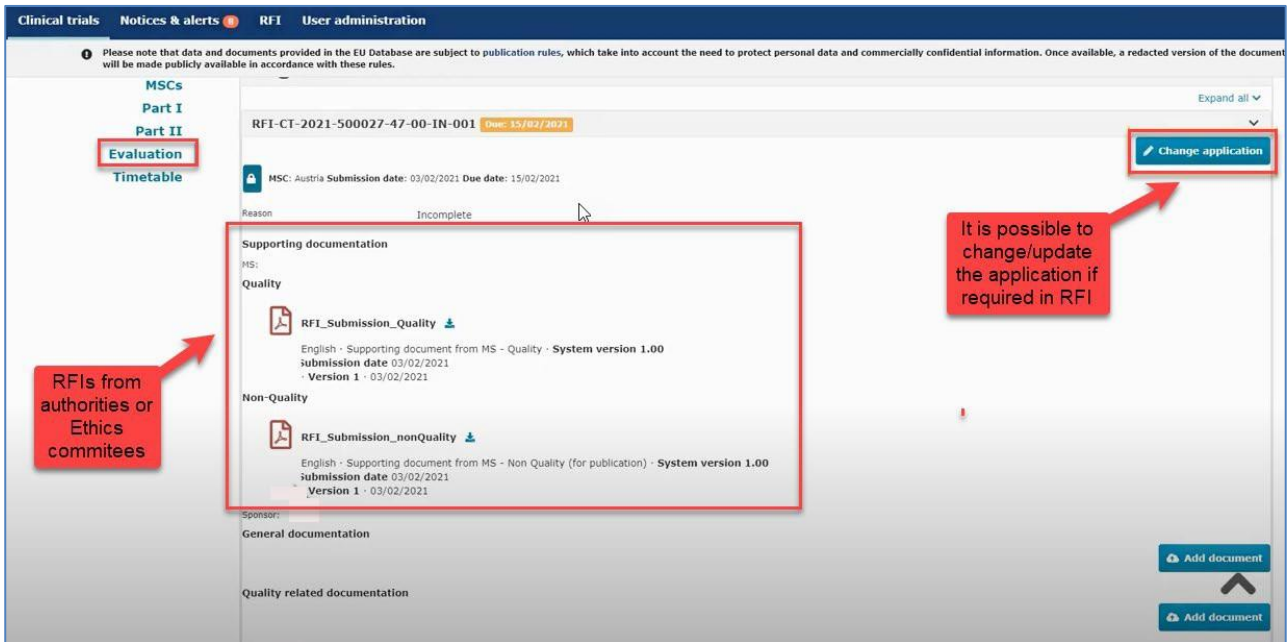 Clinical trials Notices & alerts RFI User administration
Please note that data and documents provided in the EU Database are subject to publication rules, which take into account the need to protect personal data and commercially confidential information. Once available, a redacted version of the document
will be made publicly available in accordance with these rules.
MSCs
Part I
Part II
Evaluation
Timetable
Expand all
RFI-CT-2021-500027-47-00-IN-001 Due: 15/02/2021
Change application
MSC: Austria Submission date: 03/02/2021 Due date: 15/02/2021
Reason Incomplete
Supporting documentation
MS:
Quality
RFI_Submission_Quality
English · Supporting document from MS - Quality · System version 1.00
Submission date 03/02/2021
· Version 1 · 03/02/2021
Non-Quality
RFI_Submission_nonQuality
English · Supporting document from MS - Non Quality (for publication) · System version 1.00
Submission date 03/02/2021
Version 1 · 03/02/2021
Sponsor:
General documentation
Add document
Quality related documentation
Add document
RFIs from
authorities or
Ethics
commitees
It is possible to
change/update
the application if
required in RFI